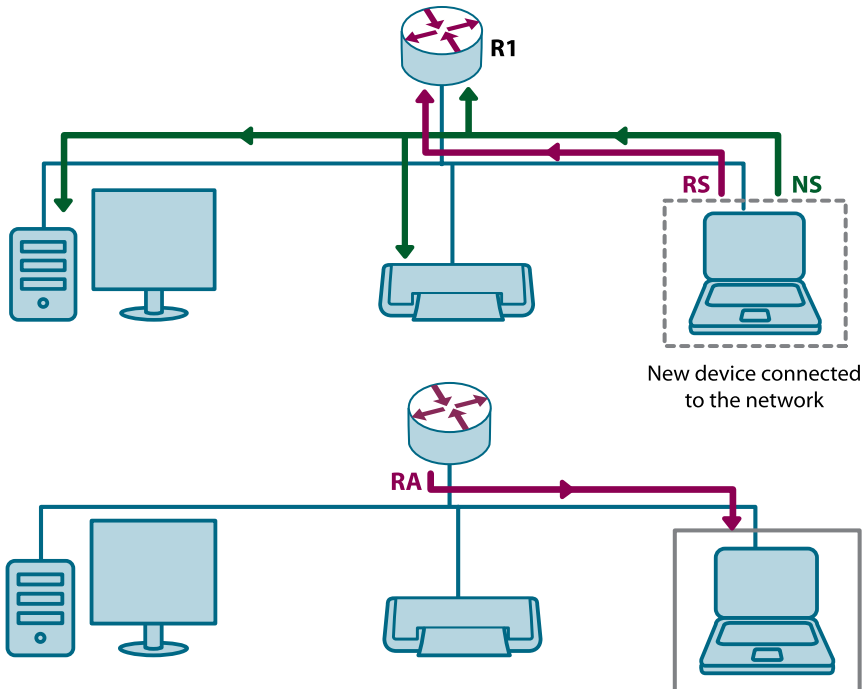 R1
RS
NS
New device connected
to the network
RA